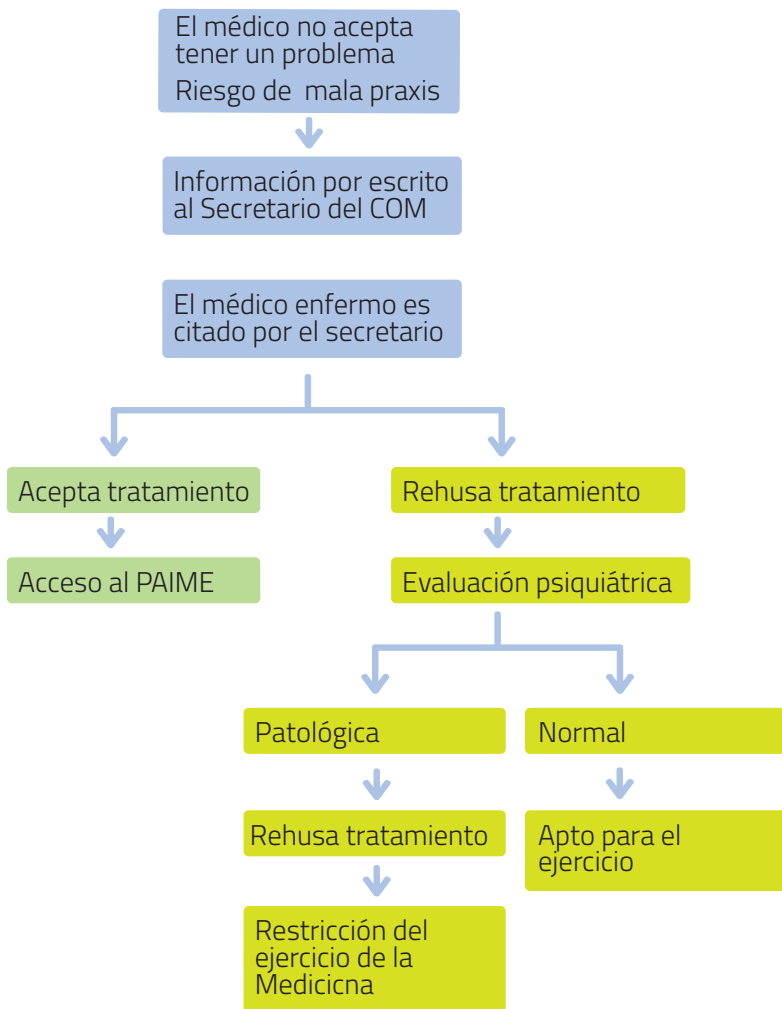 El médico no acepta
tener un problema
Riesgo de mala praxis
Información por escrito
al Secretario del COM
El médico enfermo es
citado por el secretario
Acepta tratamiento
Rehusa tratamiento
Acceso al PAIME
Evaluación psiquiátrica
Patológica
Normal
Rehusa tratamiento
Apto para el
ejercicio
Restricción del
ejercicio de la
Medicicna